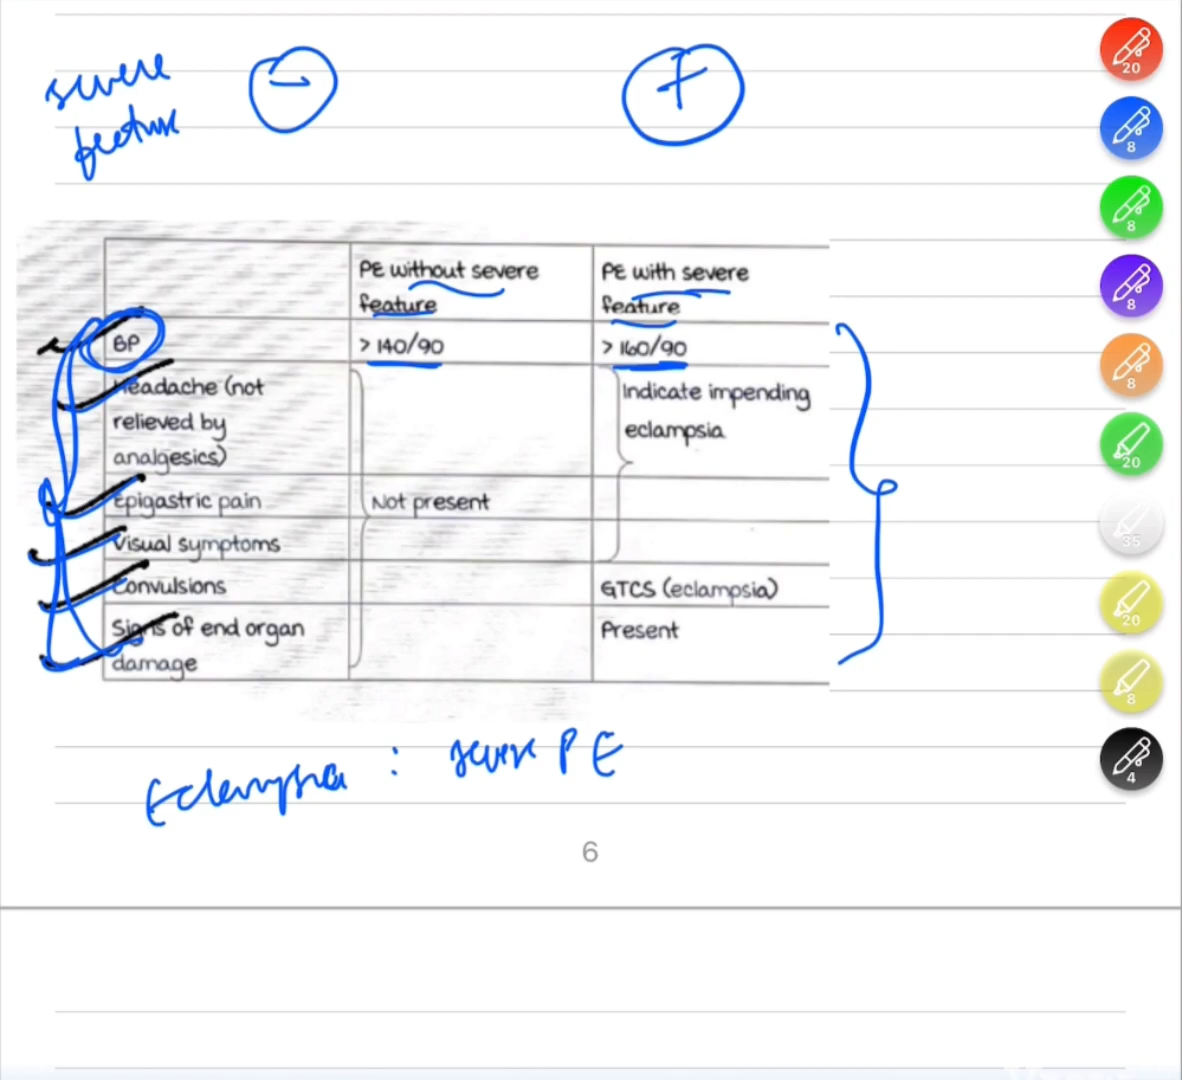 severe
feature
20
8
8
8
8
20
35
20
8
4
PE without severe
feature
PE with severe
feature
BP
> 140/90
> 160/90
Headache (not
relieved by
analgesics)
Indicate impending
eclampsia
Epigastric pain
Not present
Visual symptoms
Convulsions
GTCS (eclampsia)
Signs of end organ
damage
Present
Eclampsia : severe PE
6